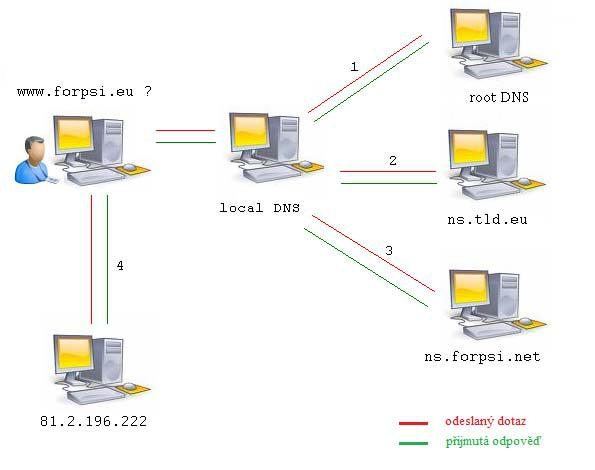 www.forpsi.eu ?
1
root DNS
2
local DNS
ns.tld.eu
3
4
ns.forpsi.net
81.2.196.222
odeslaný dotaz
přijmutá odpověď